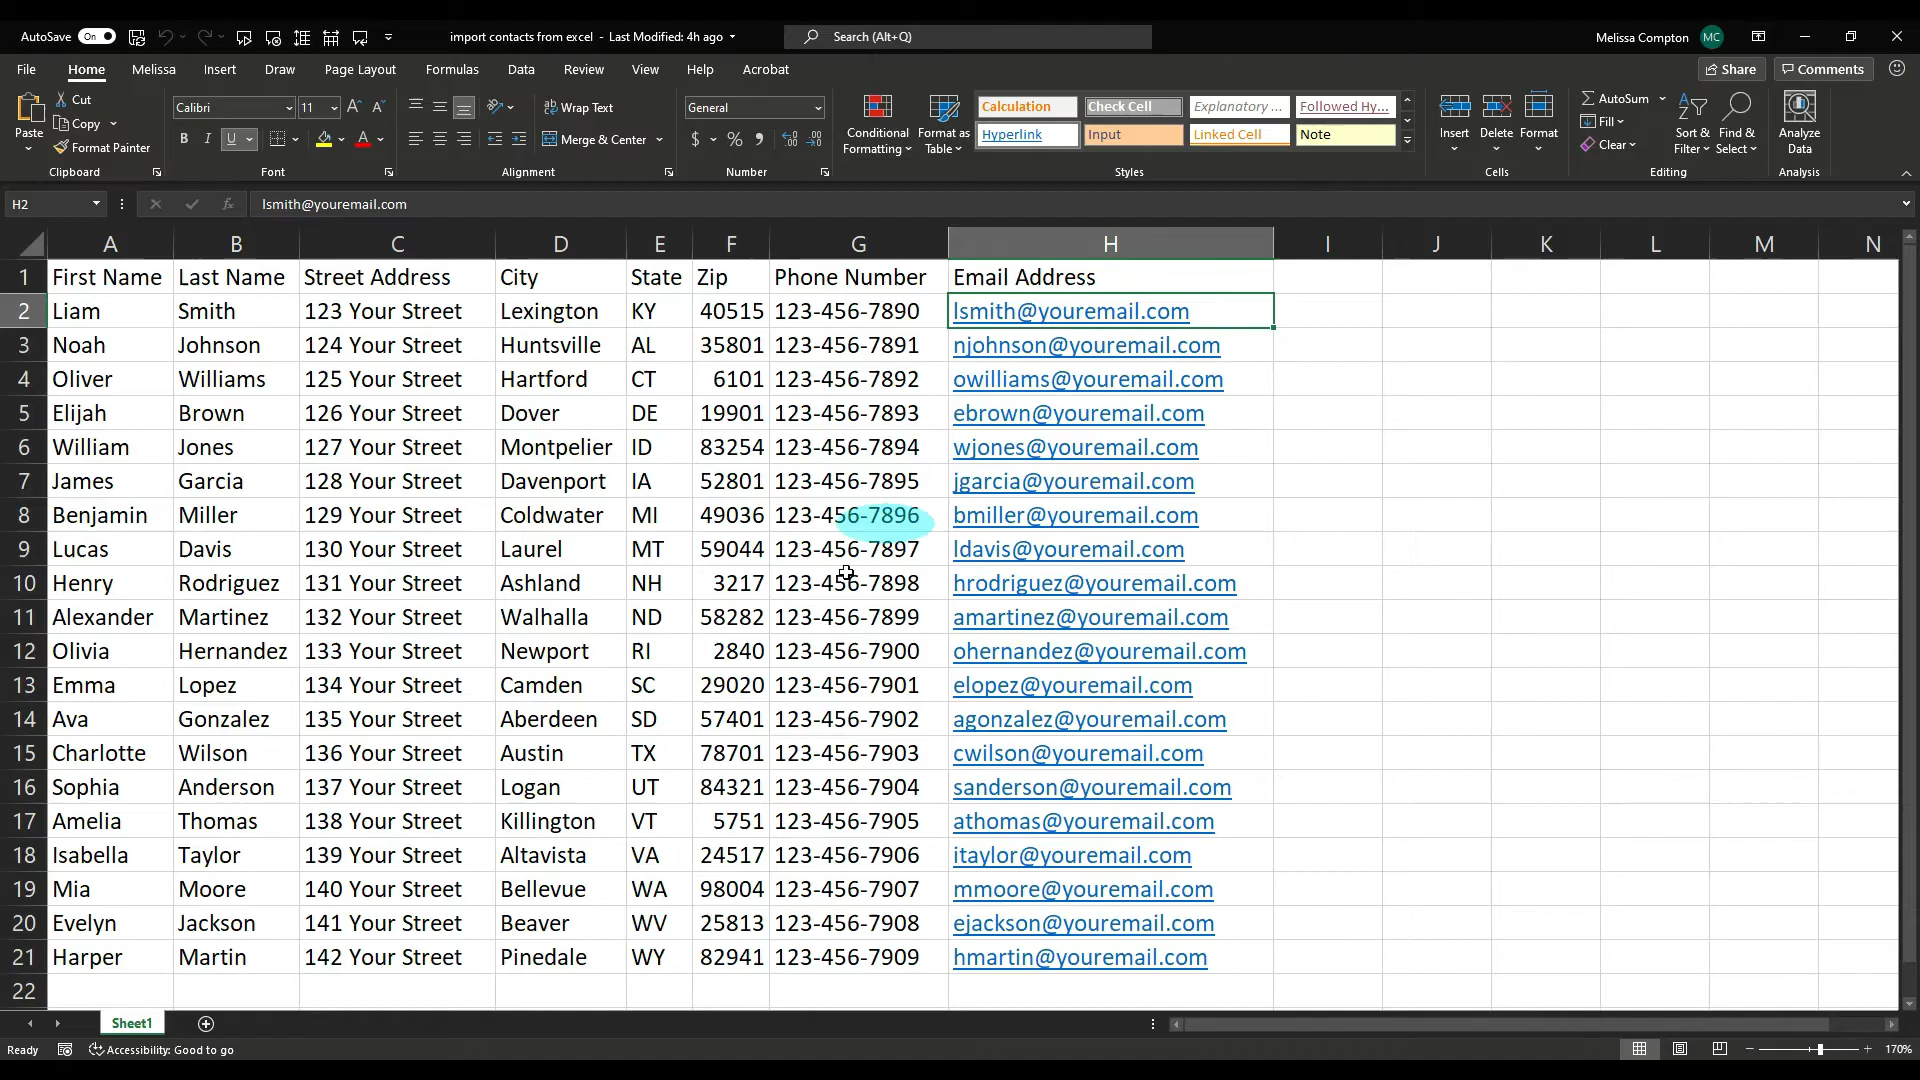 AutoSave On import contacts from excel - Last Modified: 4h ago Search (Alt+Q) Melissa Compton MC
File Home Melissa Insert Draw Page Layout Formulas Data Review View Help Acrobat Share Comments
Paste Cut Copy Format Painter Clipboard
Calibri 11 B I U A Font
Wrap Text Merge & Center Alignment
General $ % Number
Conditional Formatting Format as Table
Calculation Check Cell Explanatory ... Followed Hy...
Hyperlink Input Linked Cell Note
Styles
Insert Delete Format Cells
AutoSum Fill Clear Sort & Filter Find & Select Editing
Analyze Data Analysis
H2 fx lsmith@youremail.com
A B C D E F G H I J K L M N
1 First Name Last Name Street Address City State Zip Phone Number Email Address
2 Liam Smith 123 Your Street Lexington KY 40515 123-456-7890 lsmith@youremail.com
3 Noah Johnson 124 Your Street Huntsville AL 35801 123-456-7891 njohnson@youremail.com
4 Oliver Williams 125 Your Street Hartford CT 6101 123-456-7892 owilliams@youremail.com
5 Elijah Brown 126 Your Street Dover DE 19901 123-456-7893 ebrown@youremail.com
6 William Jones 127 Your Street Montpelier ID 83254 123-456-7894 wjones@youremail.com
7 James Garcia 128 Your Street Davenport IA 52801 123-456-7895 jgarcia@youremail.com
8 Benjamin Miller 129 Your Street Coldwater MI 49036 123-456-7896 bmiller@youremail.com
9 Lucas Davis 130 Your Street Laurel MT 59044 123-456-7897 ldavis@youremail.com
10 Henry Rodriguez 131 Your Street Ashland NH 3217 123-456-7898 hrodriguez@youremail.com
11 Alexander Martinez 132 Your Street Walhalla ND 58282 123-456-7899 amartinez@youremail.com
12 Olivia Hernandez 133 Your Street Newport RI 2840 123-456-7900 ohernandez@youremail.com
13 Emma Lopez 134 Your Street Camden SC 29020 123-456-7901 elopez@youremail.com
14 Ava Gonzalez 135 Your Street Aberdeen SD 57401 123-456-7902 agonzalez@youremail.com
15 Charlotte Wilson 136 Your Street Austin TX 78701 123-456-7903 cwilson@youremail.com
16 Sophia Anderson 137 Your Street Logan UT 84321 123-456-7904 sanderson@youremail.com
17 Amelia Thomas 138 Your Street Killington VT 5751 123-456-7905 athomas@youremail.com
18 Isabella Taylor 139 Your Street Altavista VA 24517 123-456-7906 itaylor@youremail.com
19 Mia Moore 140 Your Street Bellevue WA 98004 123-456-7907 mmoore@youremail.com
20 Evelyn Jackson 141 Your Street Beaver WV 25813 123-456-7908 ejackson@youremail.com
21 Harper Martin 142 Your Street Pinedale WY 82941 123-456-7909 hmartin@youremail.com
22
Sheet1
Ready Accessibility: Good to go 170%